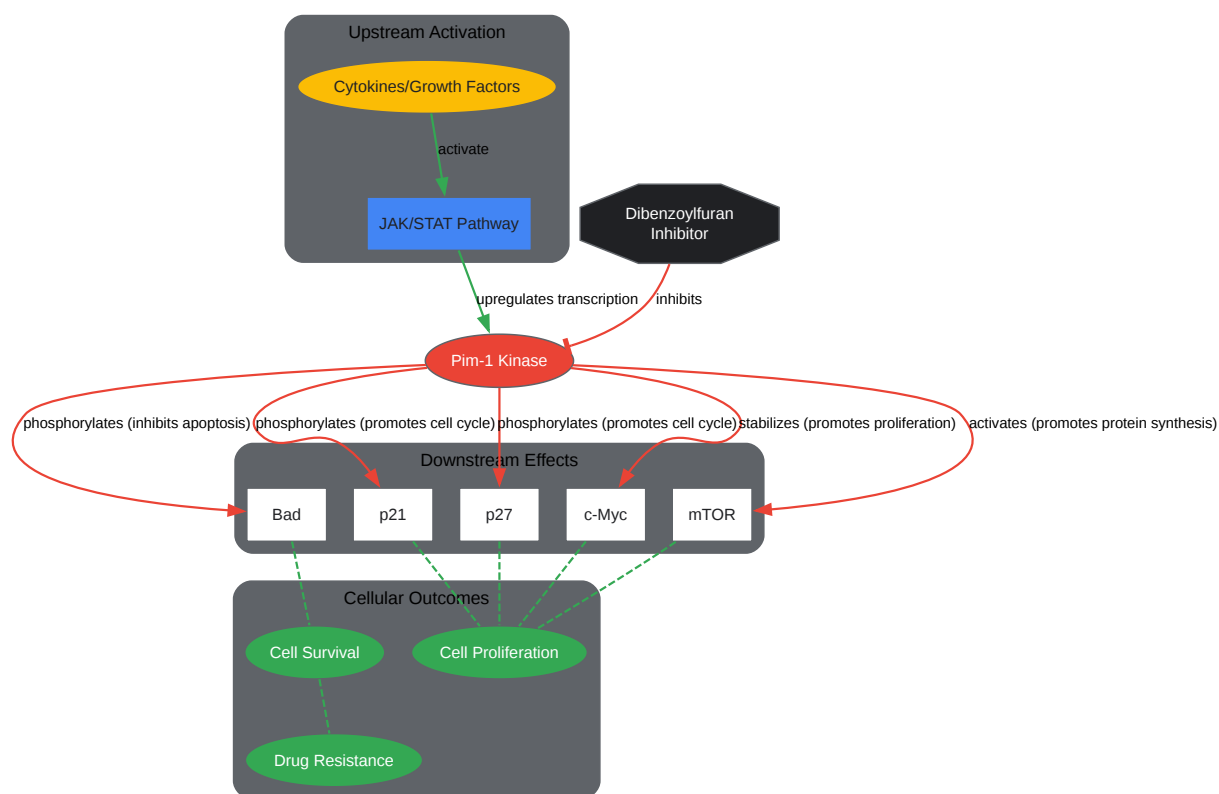 Upstream Activation
Cytokines/Growth Factors
activate
JAK/STAT Pathway
Dibenzoylfuran
Inhibitor
upregulates transcription
inhibits
Pim-1 Kinase
phosphorylates (inhibits apoptosis)
phosphorylates (promotes cell cycle)
phosphorylates (promotes cell cycle)
stabilizes (promotes proliferation)
activates (promotes protein synthesis)
Downstream Effects
Bad
p21
p27
c-Myc
mTOR
Cellular Outcomes
Cell Survival
Cell Proliferation
Drug Resistance